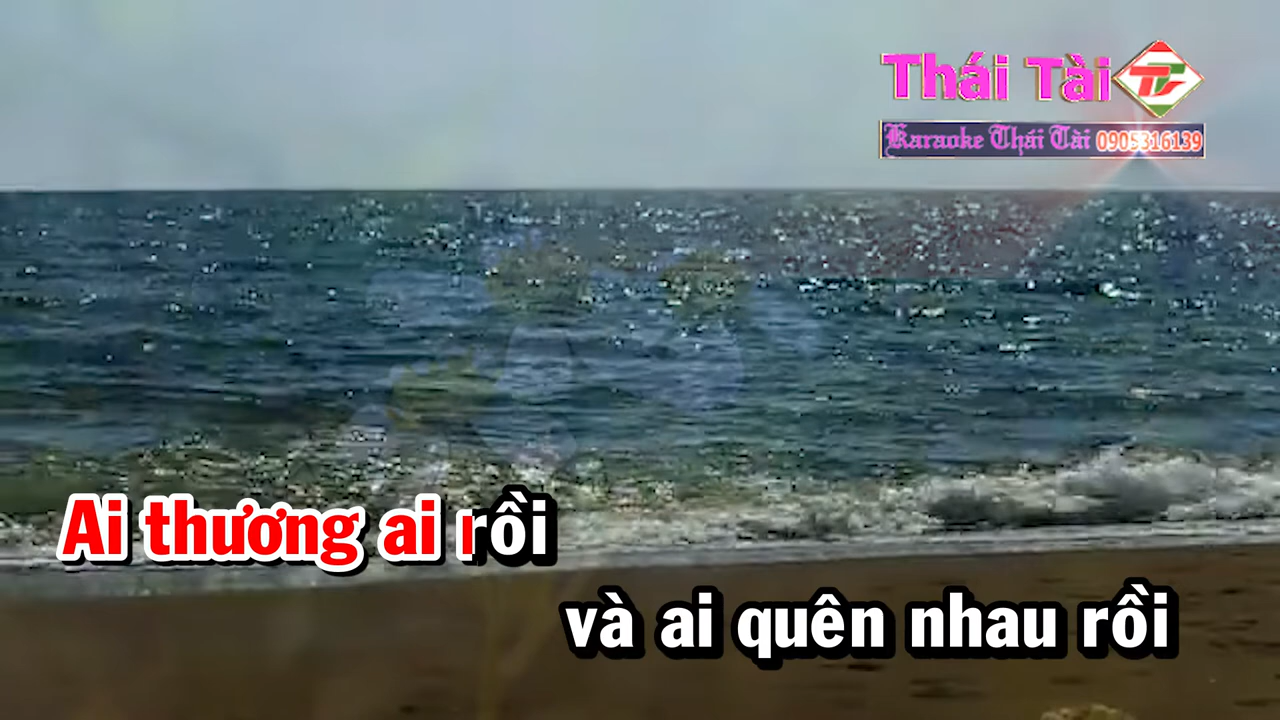 Thái Tài
Karaoke Thái Tài 0905316139
Ai thương ai rồi
và ai quên nhau rồi